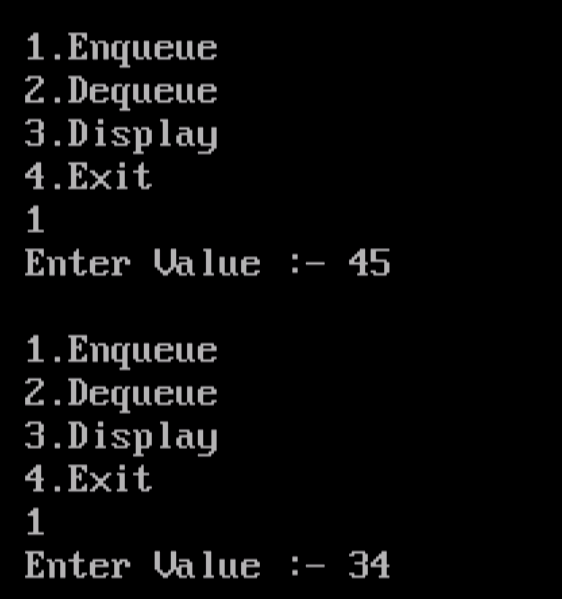 1.Enqueue
2.Dequeue
3.Display
4.Exit
1
Enter Value :- 45
1.Enqueue
2.Dequeue
3.Display
4.Exit
1
Enter Value :- 34